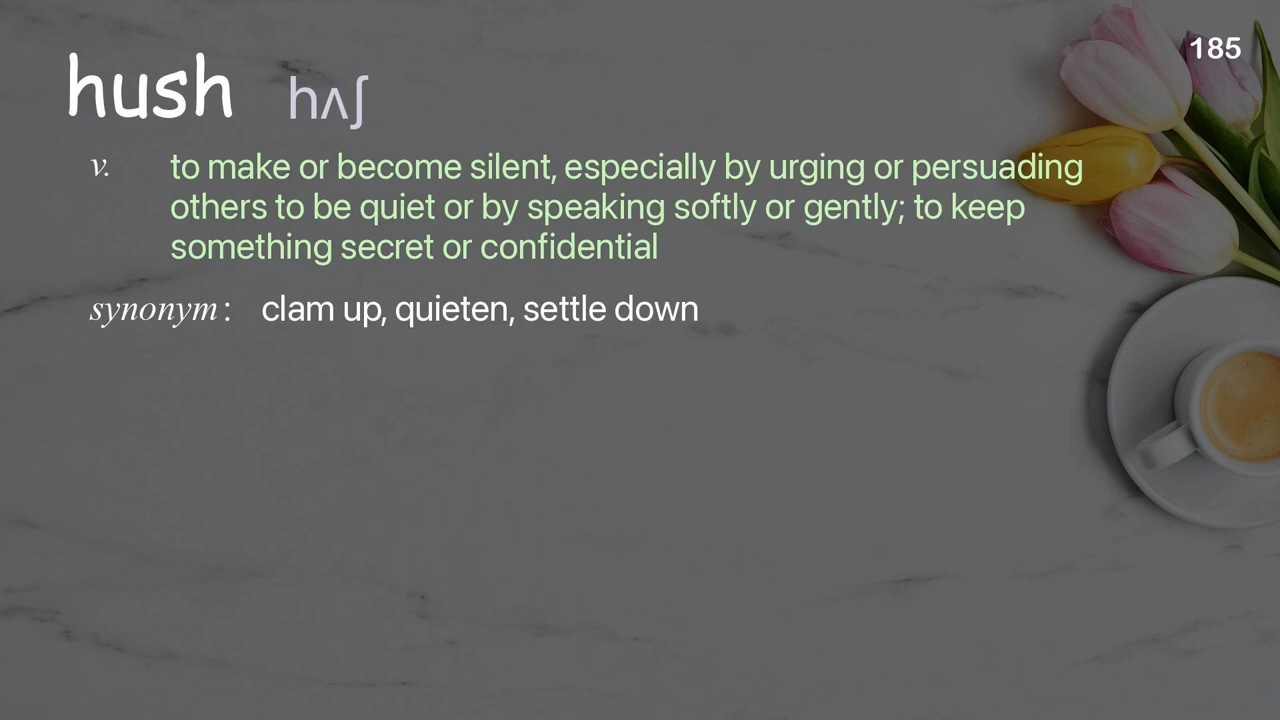 185
hush hʌʃ
v. to make or become silent, especially by urging or persuading
others to be quiet or by speaking softly or gently; to keep
something secret or confidential
synonym : clam up, quieten, settle down